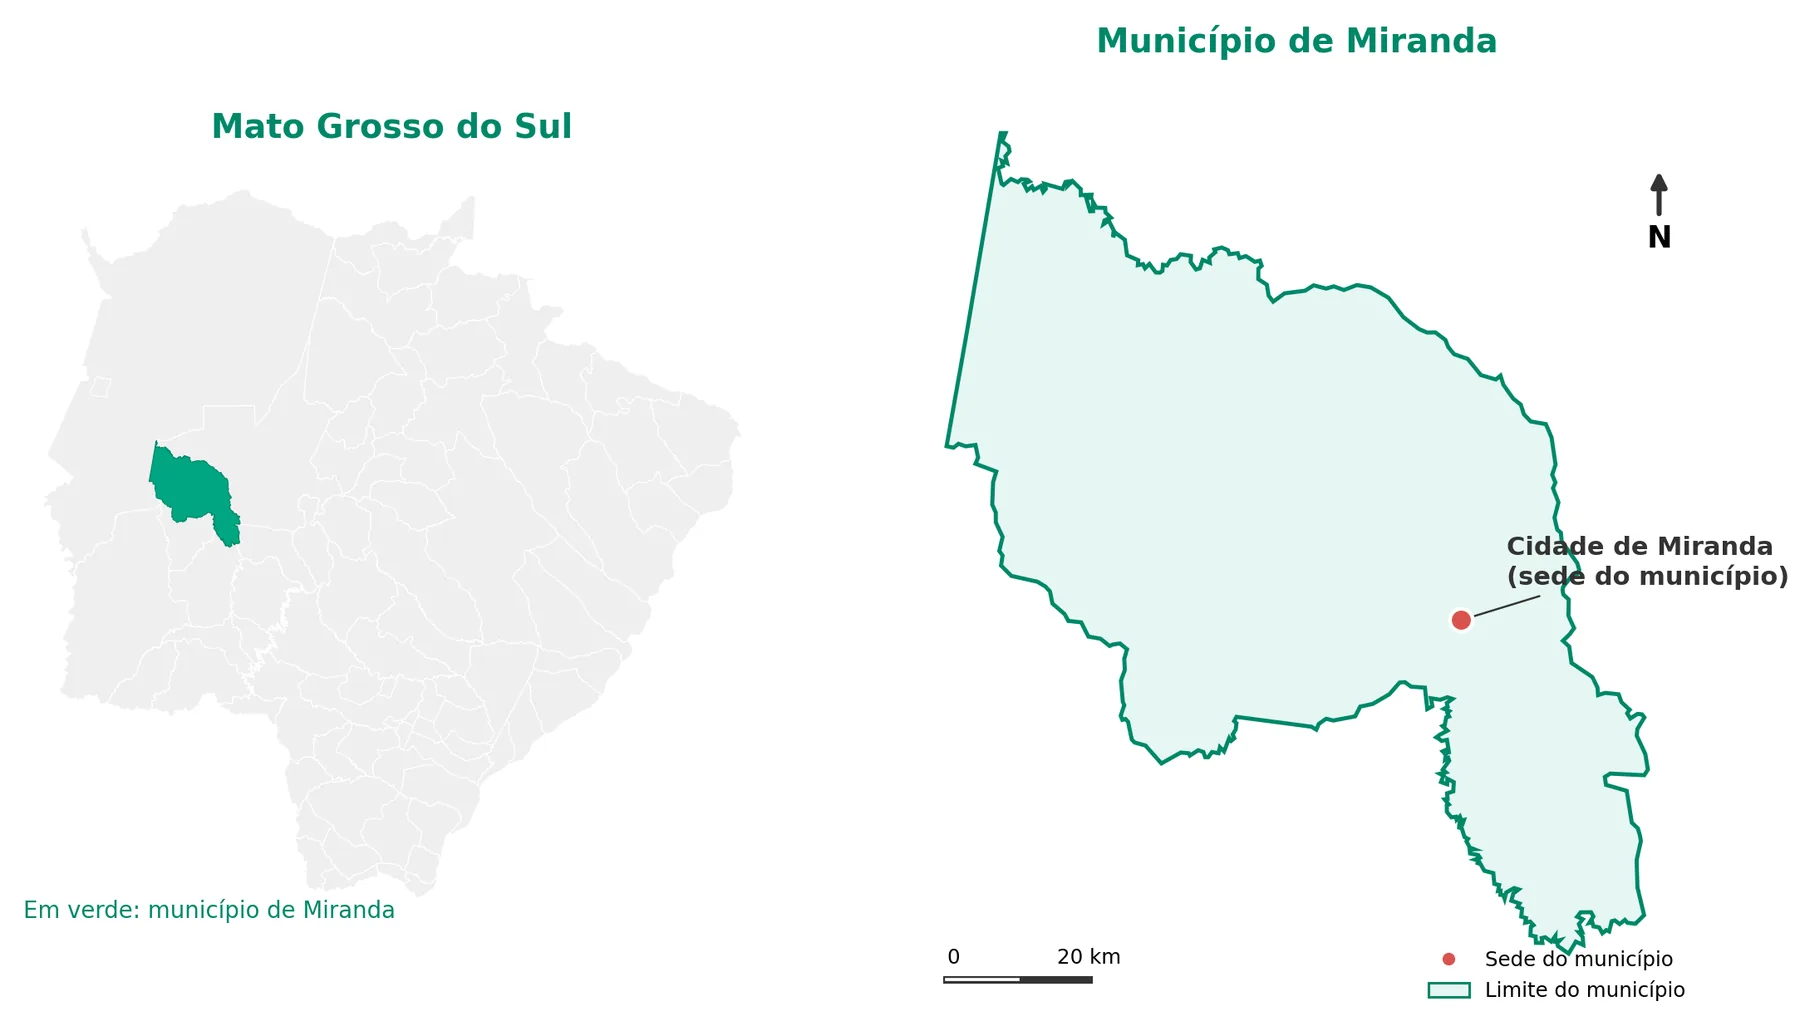 Município de Miranda
Mato Grosso do Sul
N
Cidade de Miranda
(sede do município)
Em verde: município de Miranda
0 20 km
Sede do município
Limite do município